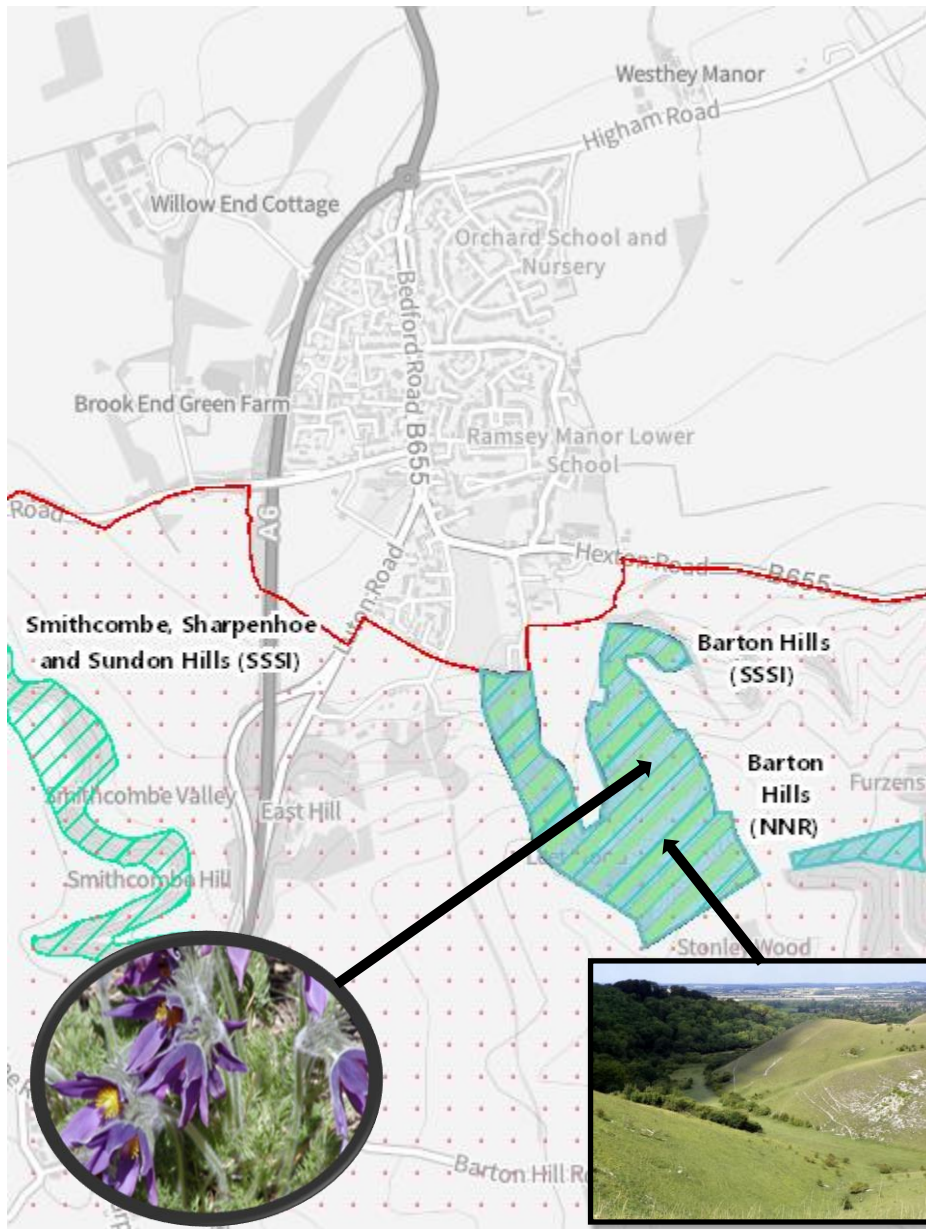 Westhey Manor
Higham Road
Willow End Cottage
Orchard School and
Nursery
Bedford Road, B655
Brook End Green Farm
Ramsey Manor Lower
School
Road
A6
Hexton Road
B655
Luton Road
Smithcombe, Sharpenhoe
and Sundon Hills (SSSI)
Barton Hills
(SSSI)
Barton
Hills
(NNR)
Furzens
Smithcombe Valley
East Hill
Smithcombe Hill
Stonley Wood
Barton Hill R